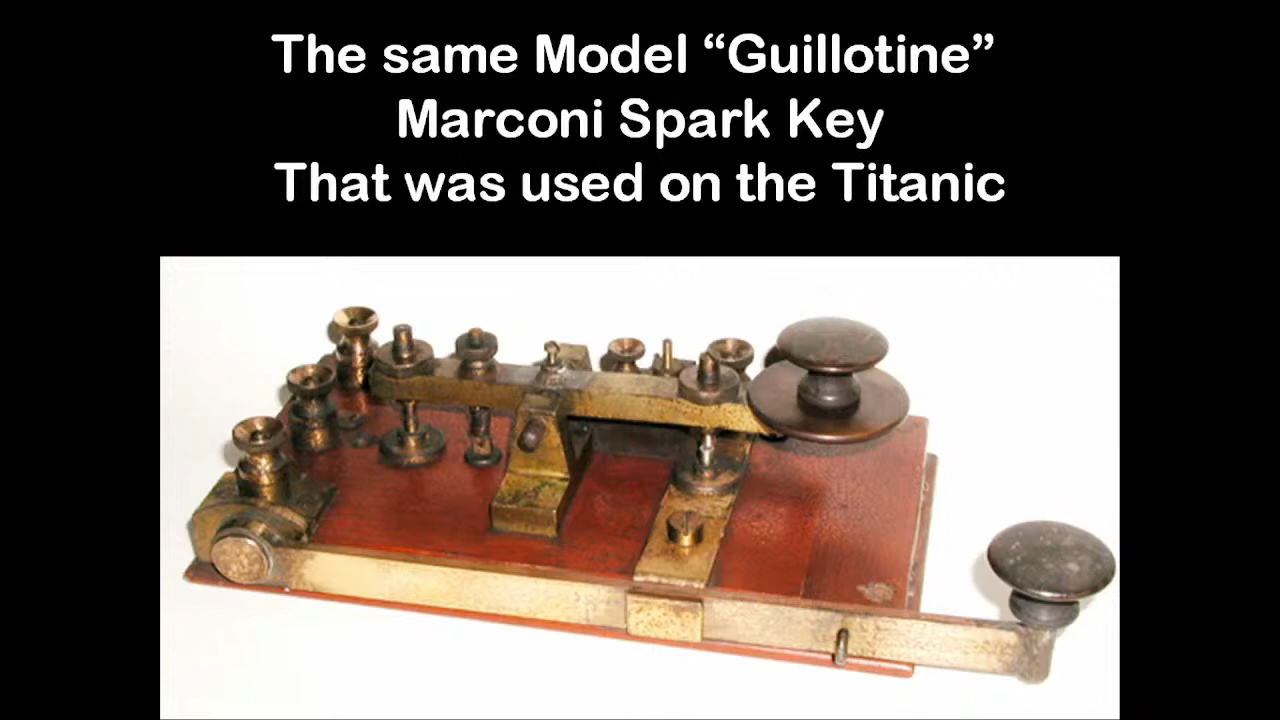 The same Model “Guillotine”
Marconi Spark Key
That was used on the Titanic